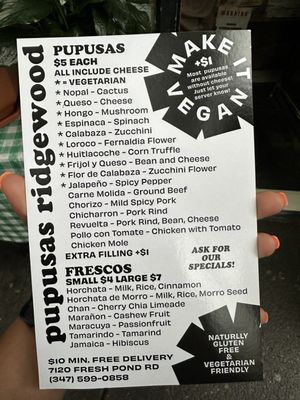 pupusas ridgewood
PUPUSAS
$5 EACH
ALL INCLUDE CHEESE
* = VEGETARIAN
* Nopal - Cactus
* Queso - Cheese
* Hongo - Mushroom
* Espinaca - Spinach
* Calabaza - Zucchini
* Loroco - Fernaldia Flower
* Huitlacoche - Corn Truffle
* Frijol y Queso - Bean and Cheese
* Flor de Calabaza - Zucchini Flower
* Jalapeño - Spicy Pepper
Carne Molida - Ground Beef
Chorizo - Mild Spicy Pork
Chicharron - Pork Rind
Revuelta - Pork Rind, Bean, Cheese
Pollo con Tomate - Chicken with Tomato
Chicken Mole
EXTRA FILLING +$1
MAKE IT
VEGAN
+$1
Most pupusas
are available
without cheese!
Just let your
server know!
ASK FOR
OUR
SPECIALS!
FRESCOS
SMALL $4 LARGE $7
Horchata - Milk, Rice, Cinnamon
Horchata de Morro - Milk, Rice, Morro Seed
Chan - Cherry Chia Limeade
Marañon - Cashew Fruit
Maracuya - Passionfruit
Tamarindo - Tamarind
Jamaica - Hibiscus
NATURLLY
GLUTEN
FREE
&
VEGETARIAN
FRIENDLY
$10 MIN. FREE DELIVERY
7120 FRESH POND RD
(347) 599-0858
WARNING